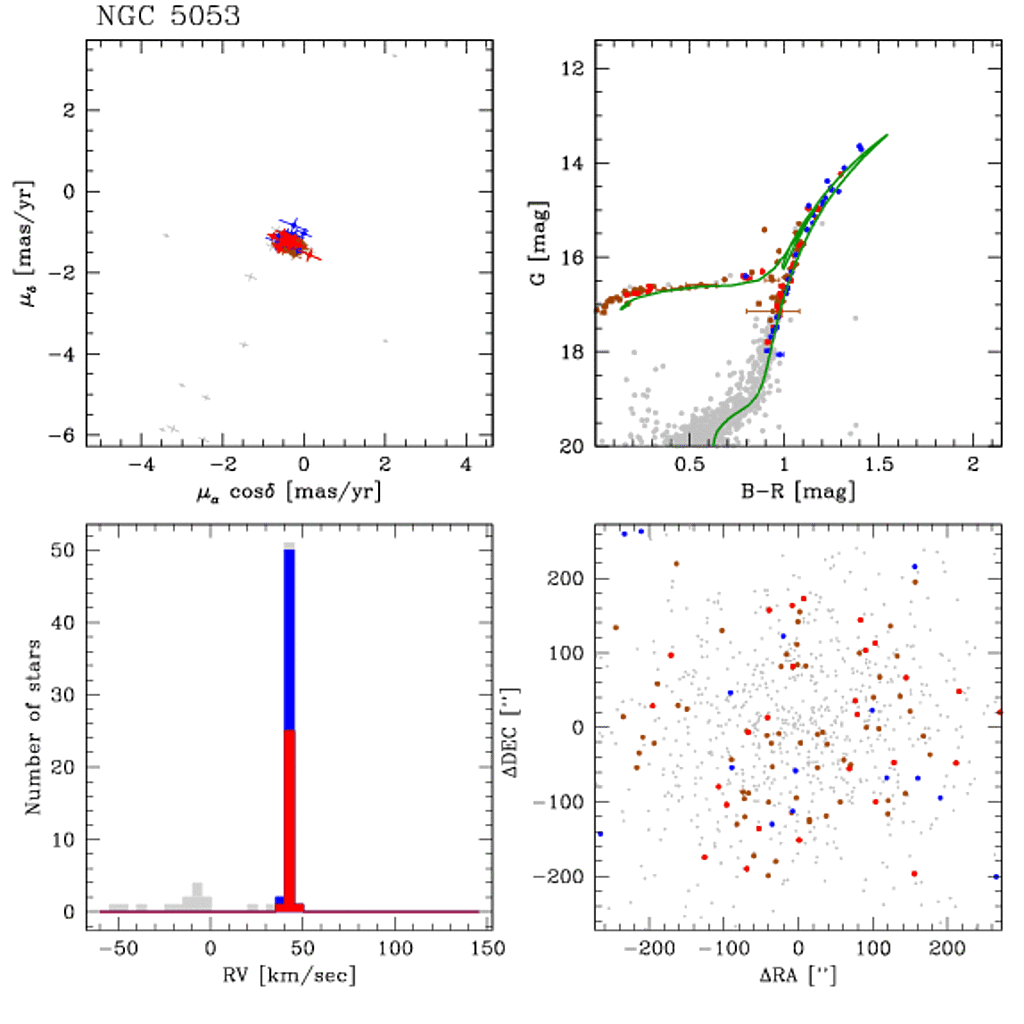 NGC 5053
2
0
−2
−4
−6
μδ [mas/yr]
−4 −2 0 2 4
μα cosδ [mas/yr]
12
14
16
18
20
G [mag]
0.5 1 1.5 2
B−R [mag]
50
40
30
20
10
0
Number of stars
−50 0 50 100 150
RV [km/sec]
200
100
0
−100
−200
ΔDEC ['']
−200 −100 0 100 200
ΔRA ['']